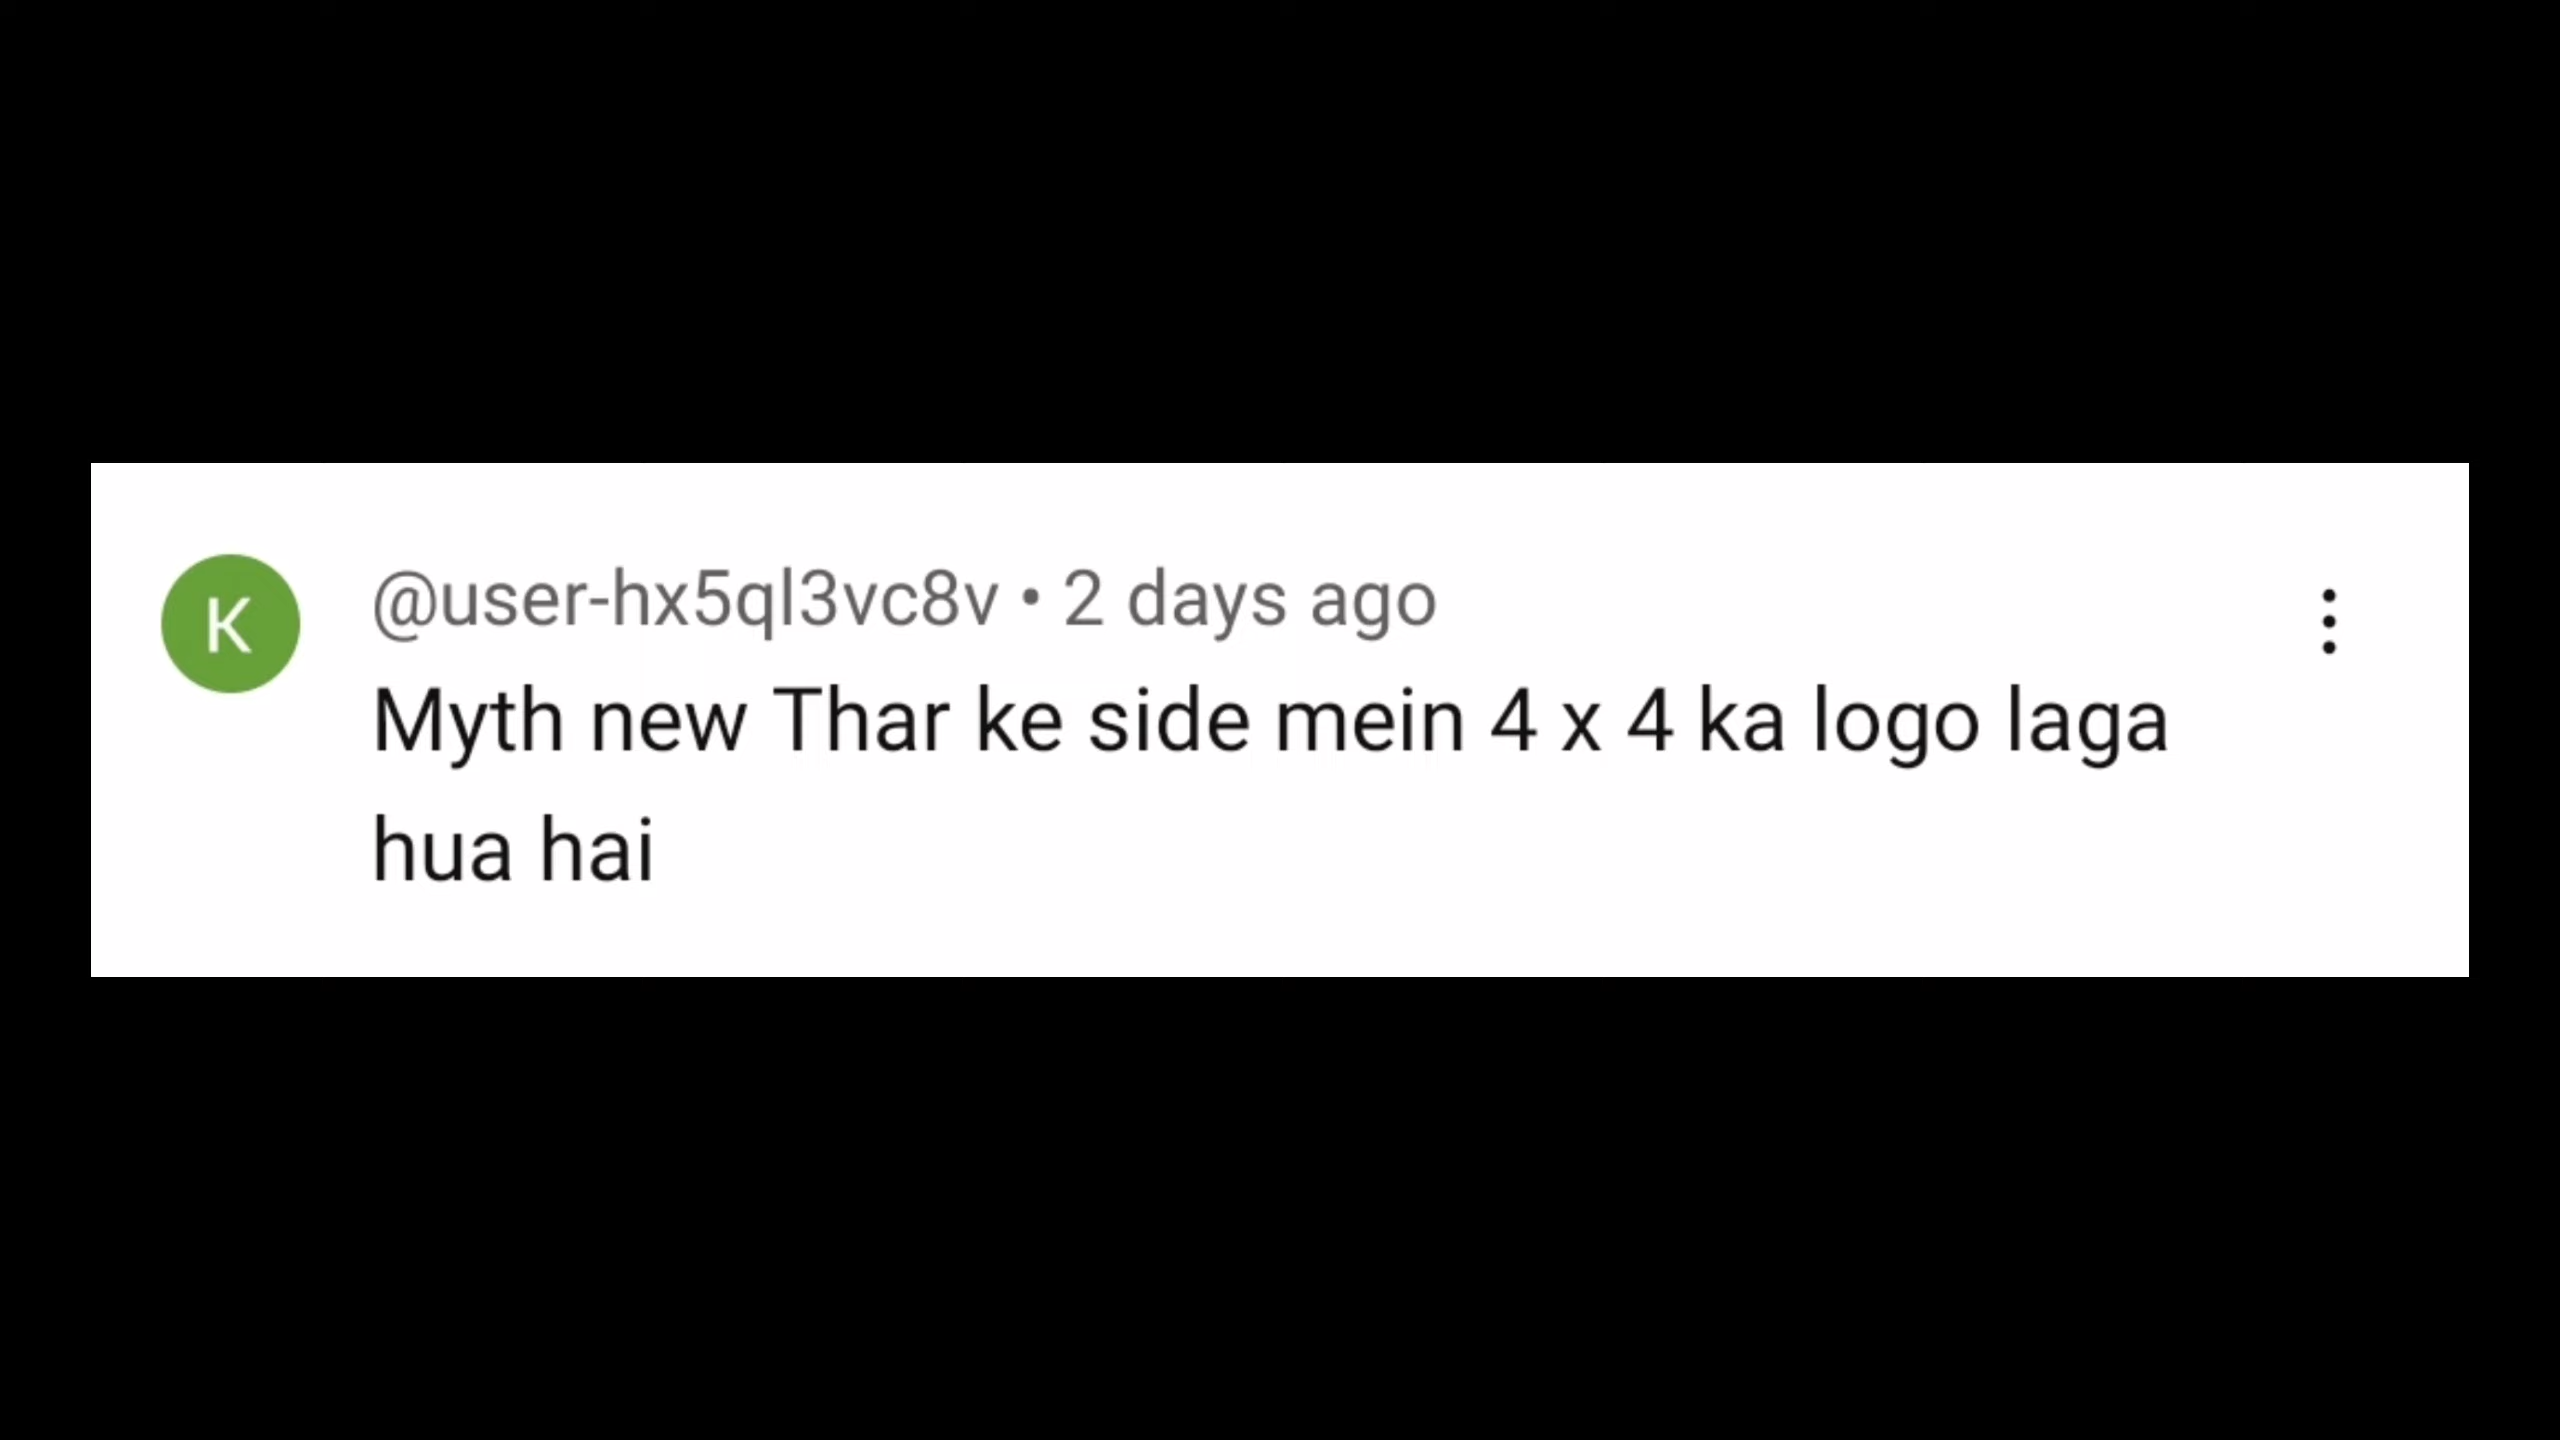 K
@user-hx5ql3vc8v • 2 days ago
Myth new Thar ke side mein 4 x 4 ka logo laga
hua hai